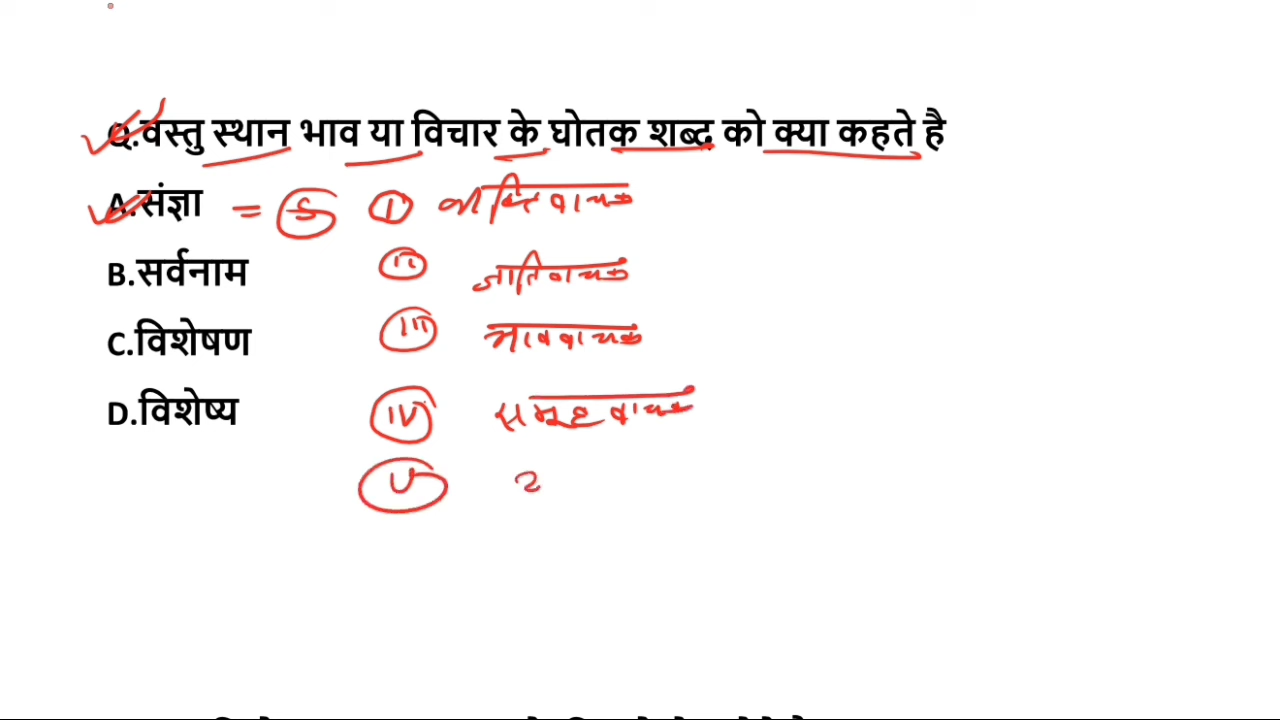 Q.वस्तु स्थान भाव या विचार के घोतक शब्द को क्या कहते है
A.संज्ञा = 5 I व्यक्तिवाचक
B.सर्वनाम II जातिवाचक
C.विशेषण III भाववाचक
D.विशेष्य IV समूहवाचक
V